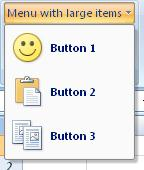 Menu with large items
Button 1
Button 2
Button 3
2